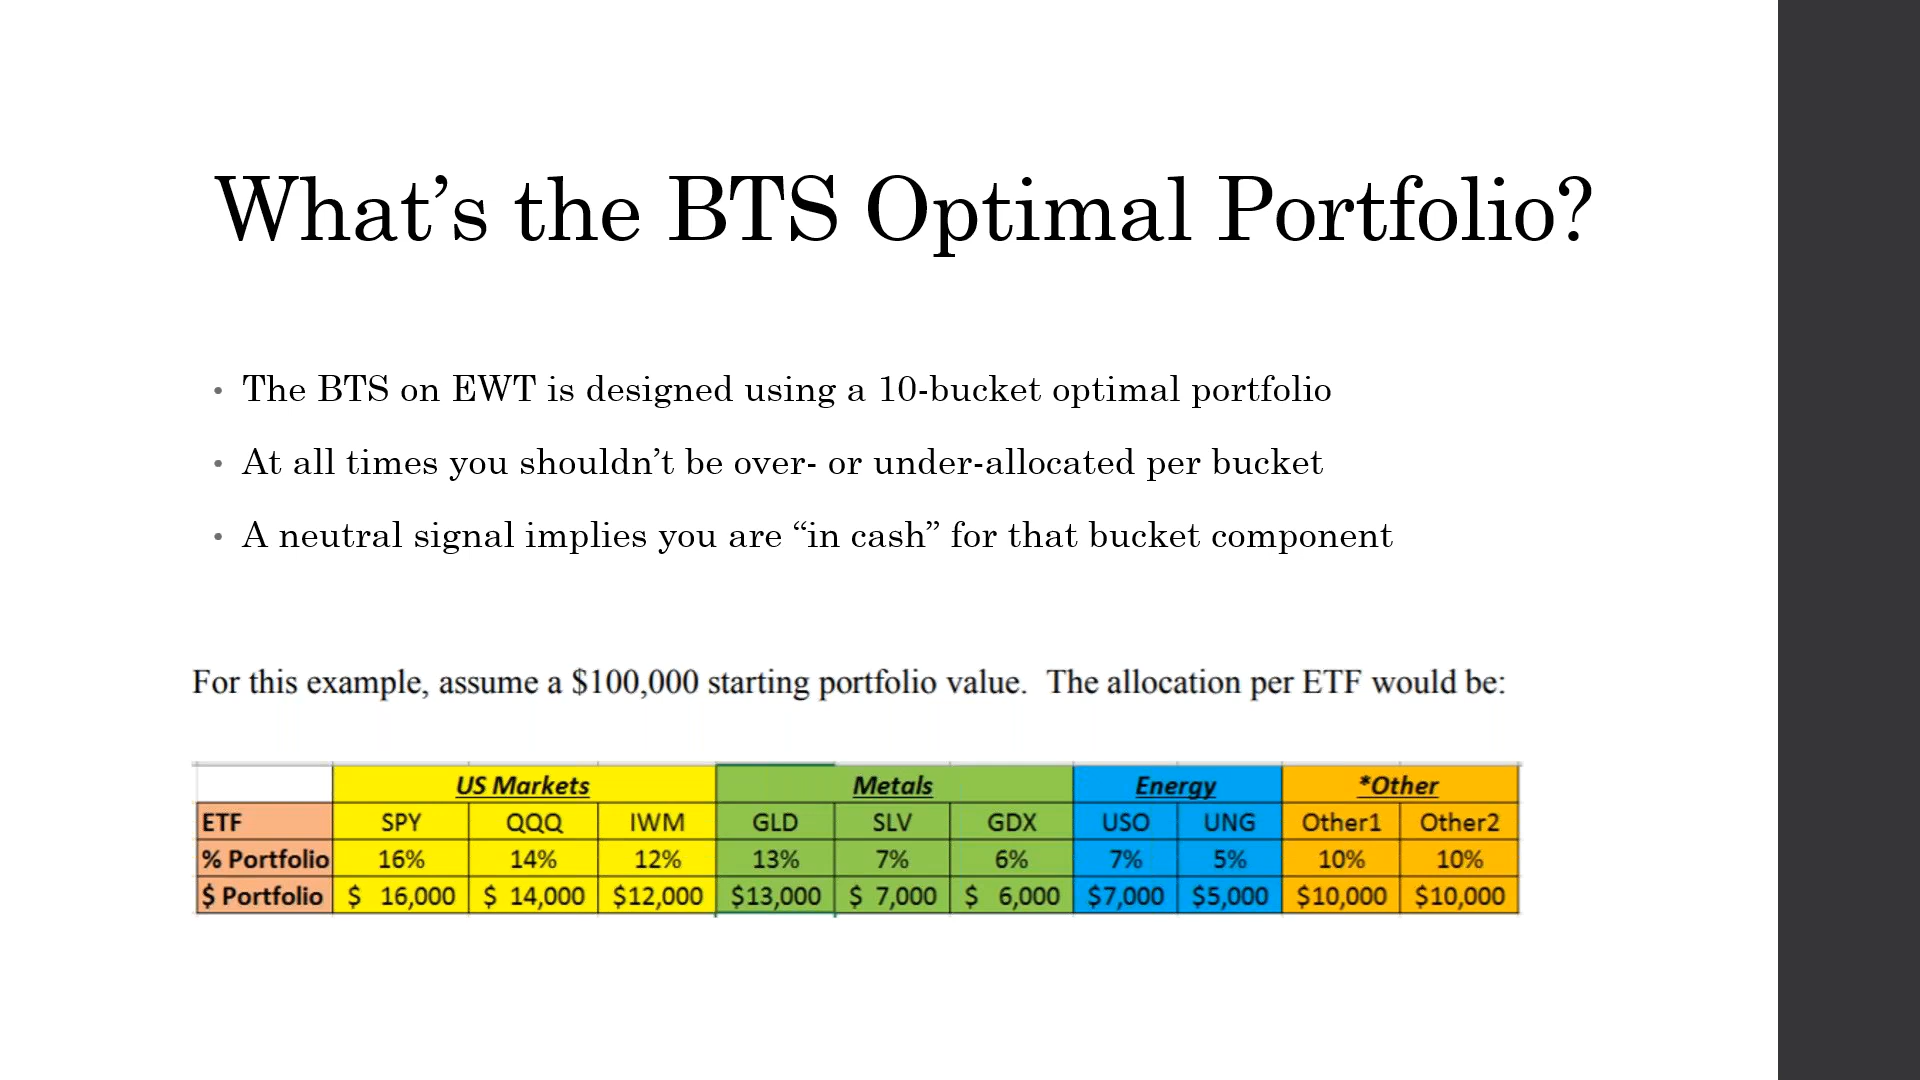 What’s the BTS Optimal Portfolio?
• The BTS on EWT is designed using a 10-bucket optimal portfolio
• At all times you shouldn’t be over- or under-allocated per bucket
• A neutral signal implies you are “in cash” for that bucket component
For this example, assume a $100,000 starting portfolio value.  The allocation per ETF would be:
US Markets Metals Energy *Other
ETF SPY QQQ IWM GLD SLV GDX USO UNG Other1 Other2
% Portfolio 16% 14% 12% 13% 7% 6% 7% 5% 10% 10%
$ Portfolio $ 16,000 $ 14,000 $12,000 $13,000 $ 7,000 $ 6,000 $7,000 $5,000 $10,000 $10,000